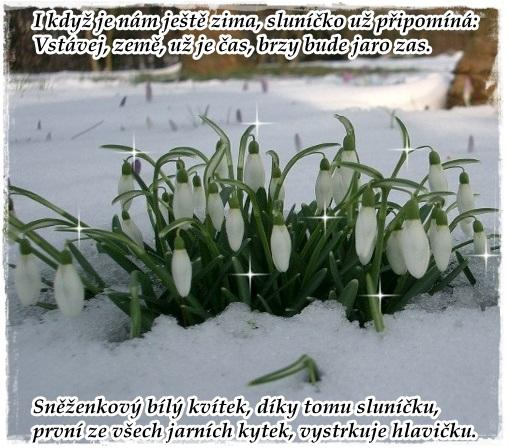 I když je nám ještě zima, sluníčko už připomíná:
Vstávej, země, už je čas, brzy bude jaro zas.
Sněženkový bílý kvítek, díky tomu sluníčku,
první ze všech jarních kytek, vystrkuje hlavičku.